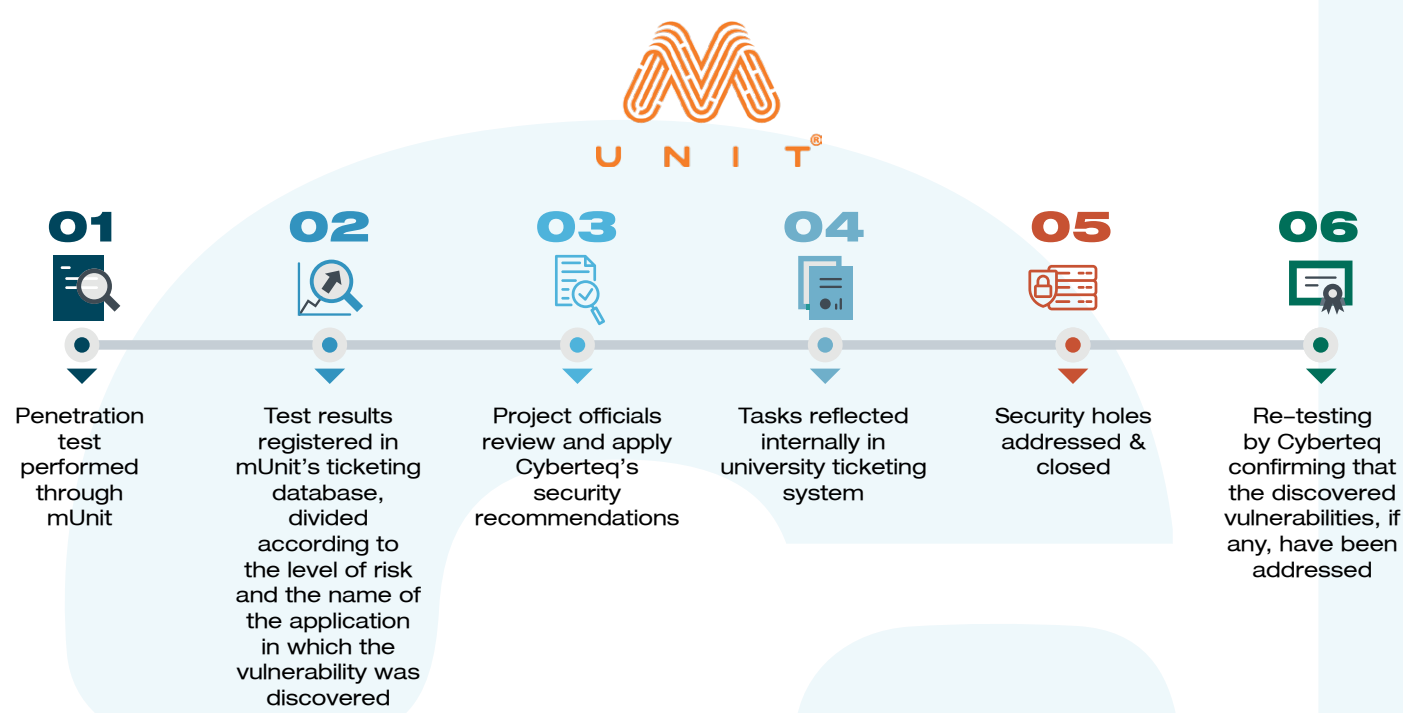 M
U N I T®
01
Penetration
test
performed
through
mUnit
02
Test results
registered in
mUnit's ticketing
database,
divided
according to
the level of risk
and the name of
the application
in which the
vulnerability was
discovered
03
Project officials
review and apply
Cyberteq's
security
recommendations
04
Tasks reflected
internally in
university ticketing
system
05
Security holes
addressed &
closed
06
Re-testing
by Cyberteq
confirming that
the discovered
vulnerabilities, if
any, have been
addressed